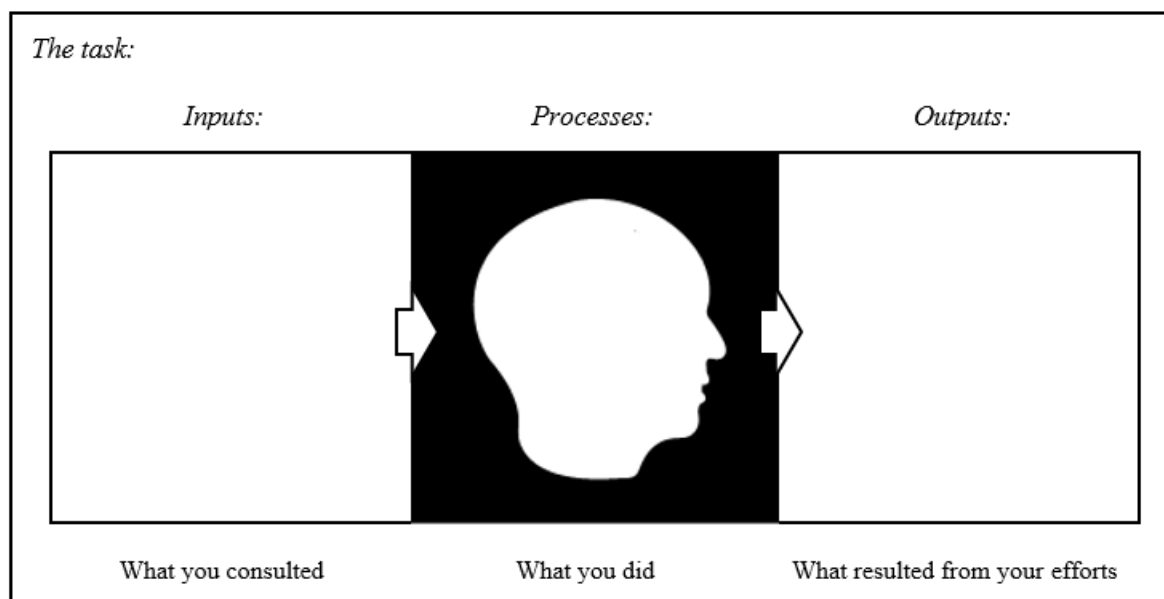 The task:
Inputs: Processes: Outputs:
What you consulted What you did What resulted from your efforts